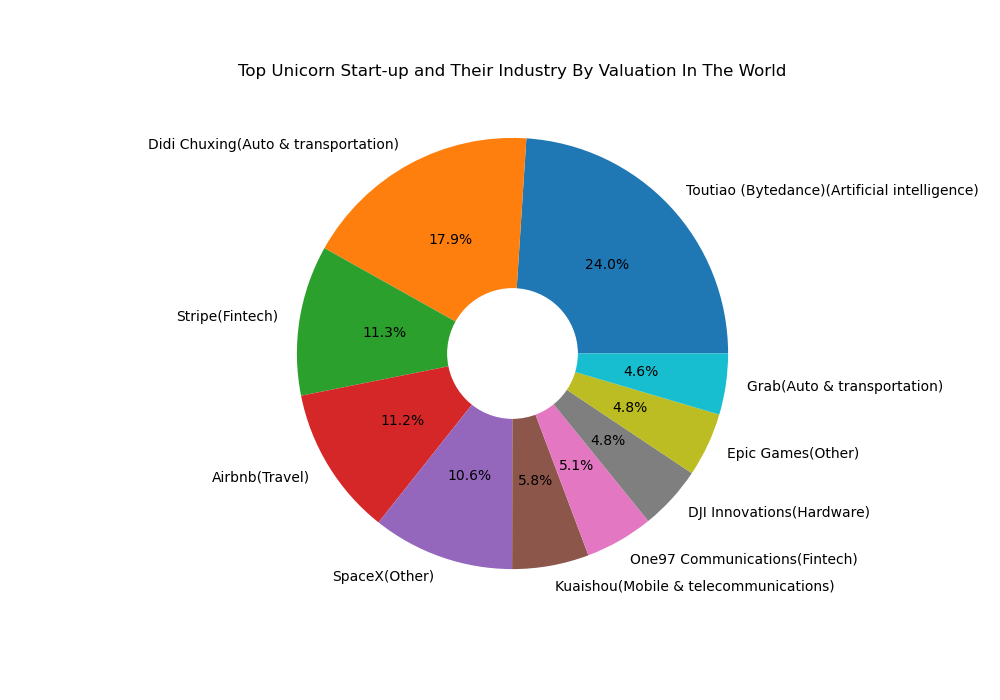 Top Unicorn Start-up and Their Industry By Valuation In The World
Didi Chuxing(Auto & transportation)
Toutiao (Bytedance)(Artificial intelligence)
17.9%
24.0%
Stripe(Fintech)
11.3%
4.6%
Grab(Auto & transportation)
4.8%
11.2%
4.8%
Epic Games(Other)
5.1%
Airbnb(Travel)
10.6%
5.8%
DJI Innovations(Hardware)
One97 Communications(Fintech)
SpaceX(Other)
Kuaishou(Mobile & telecommunications)